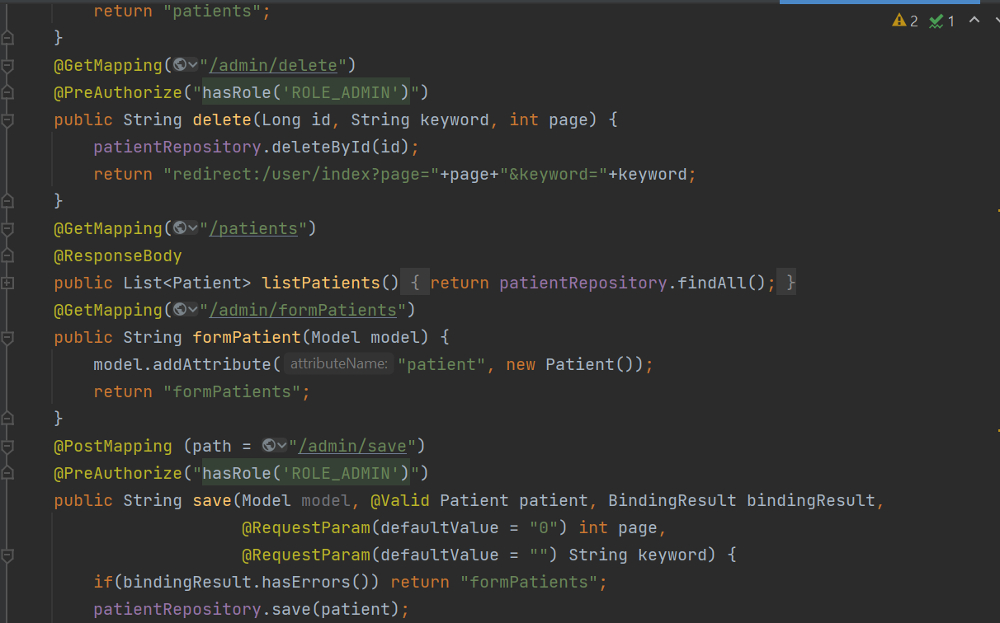 return "patients";
2 1
}
@GetMapping("/admin/delete")
@PreAuthorize("hasRole('ROLE_ADMIN')")
public String delete(Long id, String keyword, int page) {
patientRepository.deleteById(id);
return "redirect:/user/index?page="+page+"&keyword="+keyword;
}
@GetMapping("/patients")
@ResponseBody
public List<Patient> listPatients() { return patientRepository.findAll(); }
@GetMapping("/admin/formPatients")
public String formPatient(Model model) {
model.addAttribute( attributeName: "patient", new Patient());
return "formPatients";
}
@PostMapping (path = "/admin/save")
@PreAuthorize("hasRole('ROLE_ADMIN')")
public String save(Model model, @Valid Patient patient, BindingResult bindingResult,
@RequestParam(defaultValue = "0") int page,
@RequestParam(defaultValue = "") String keyword) {
if(bindingResult.hasErrors()) return "formPatients";
patientRepository.save(patient);